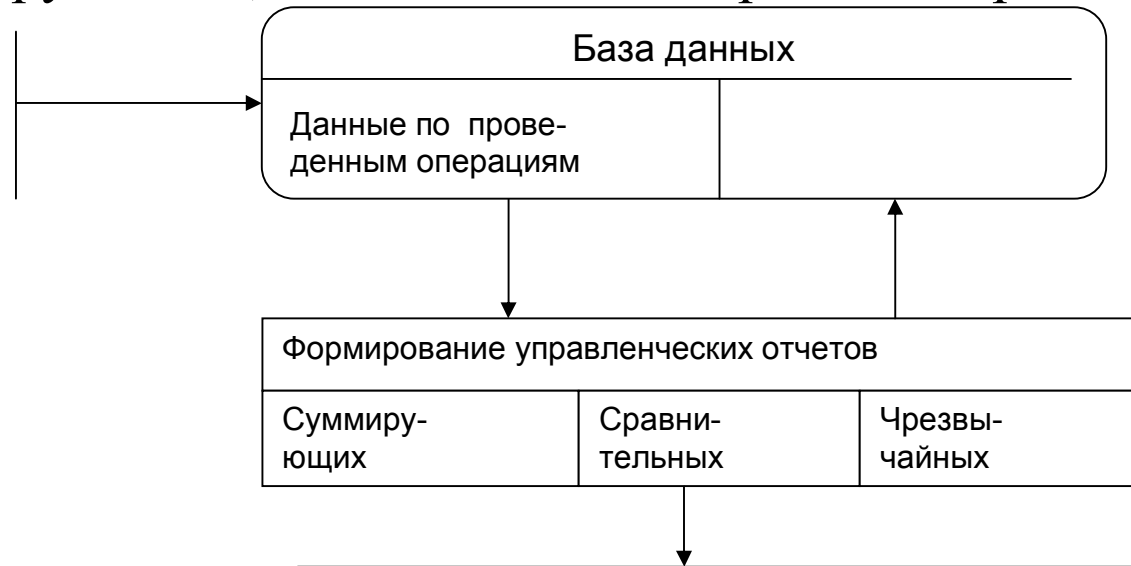 База данных
Данные по прове-
денным операциям
Формирование управленческих отчетов
Суммиру-
ющих
Сравни-
тельных
Чрезвы-
чайных